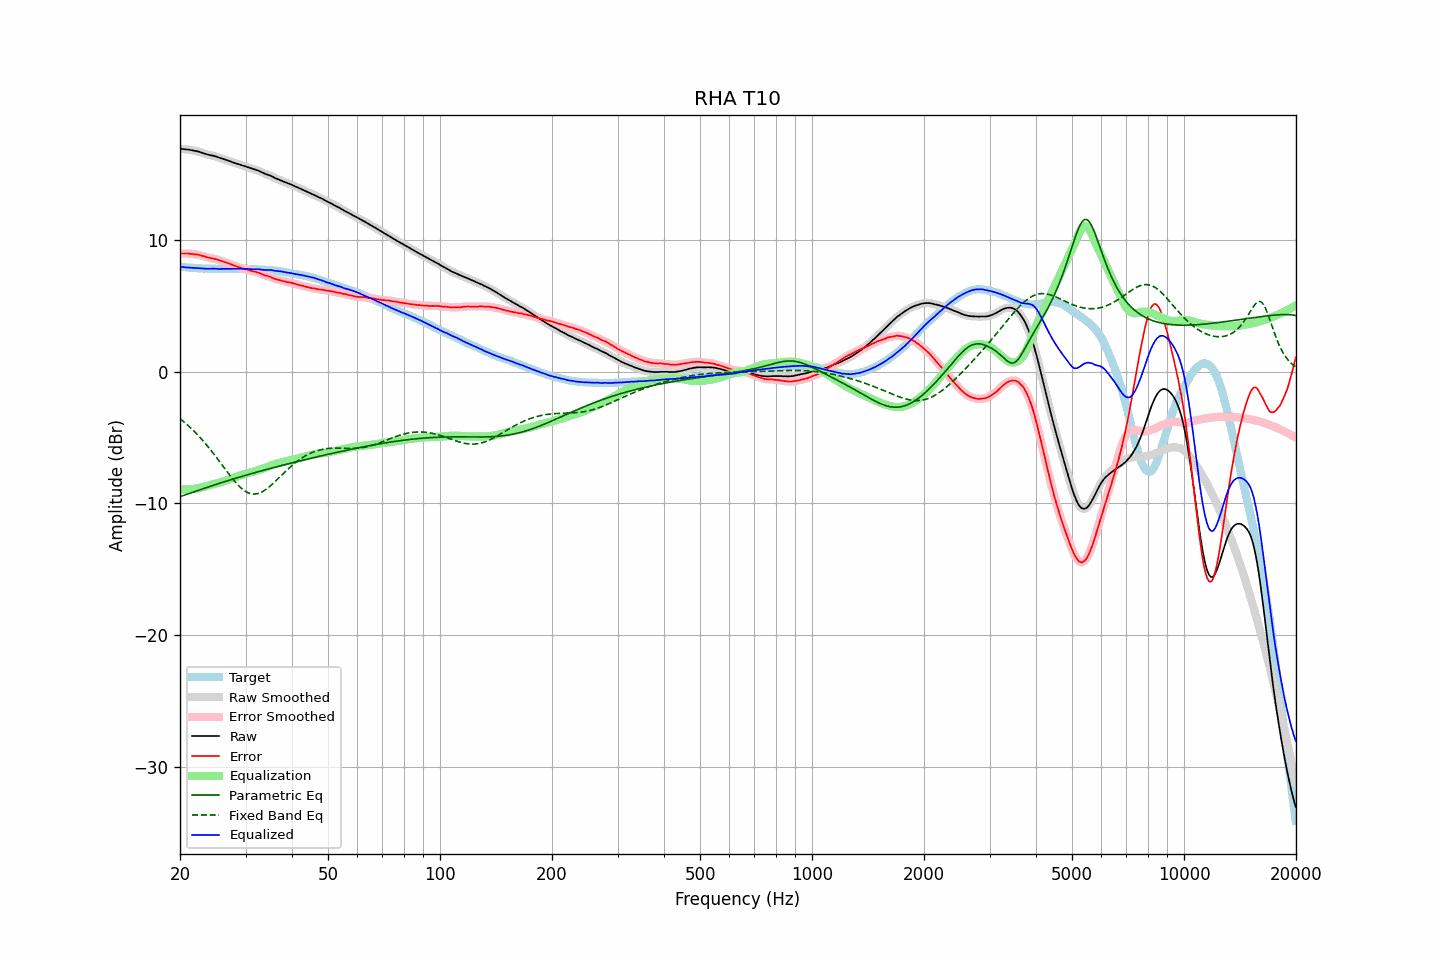 RHA T10
Amplitude (dBr)
10
0
−10
−20
−30
Target
Raw Smoothed
Error Smoothed
Raw
Error
Equalization
Parametric Eq
Fixed Band Eq
Equalized
20 50 100 200 500 1000 2000 5000 10000 20000
Frequency (Hz)